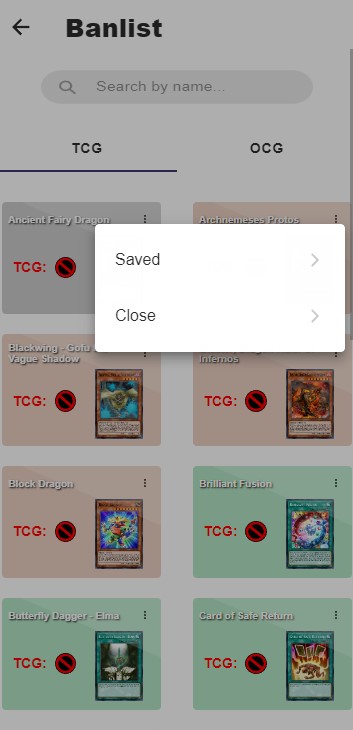 Banlist
Search by name...
TCG
OCG
Ancient Fairy Dragon
Archnemeses Protos
TCG:
Saved
Close
Blackwing - Gofu
Vague Shadow
Infernos
TCG:
TCG:
Block Dragon
Brilliant Fusion
TCG:
TCG:
Butterfly Dagger - Elma
Card of Safe Return
TCG:
TCG: